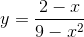 y = \frac{2 - x}{9 - x^2}